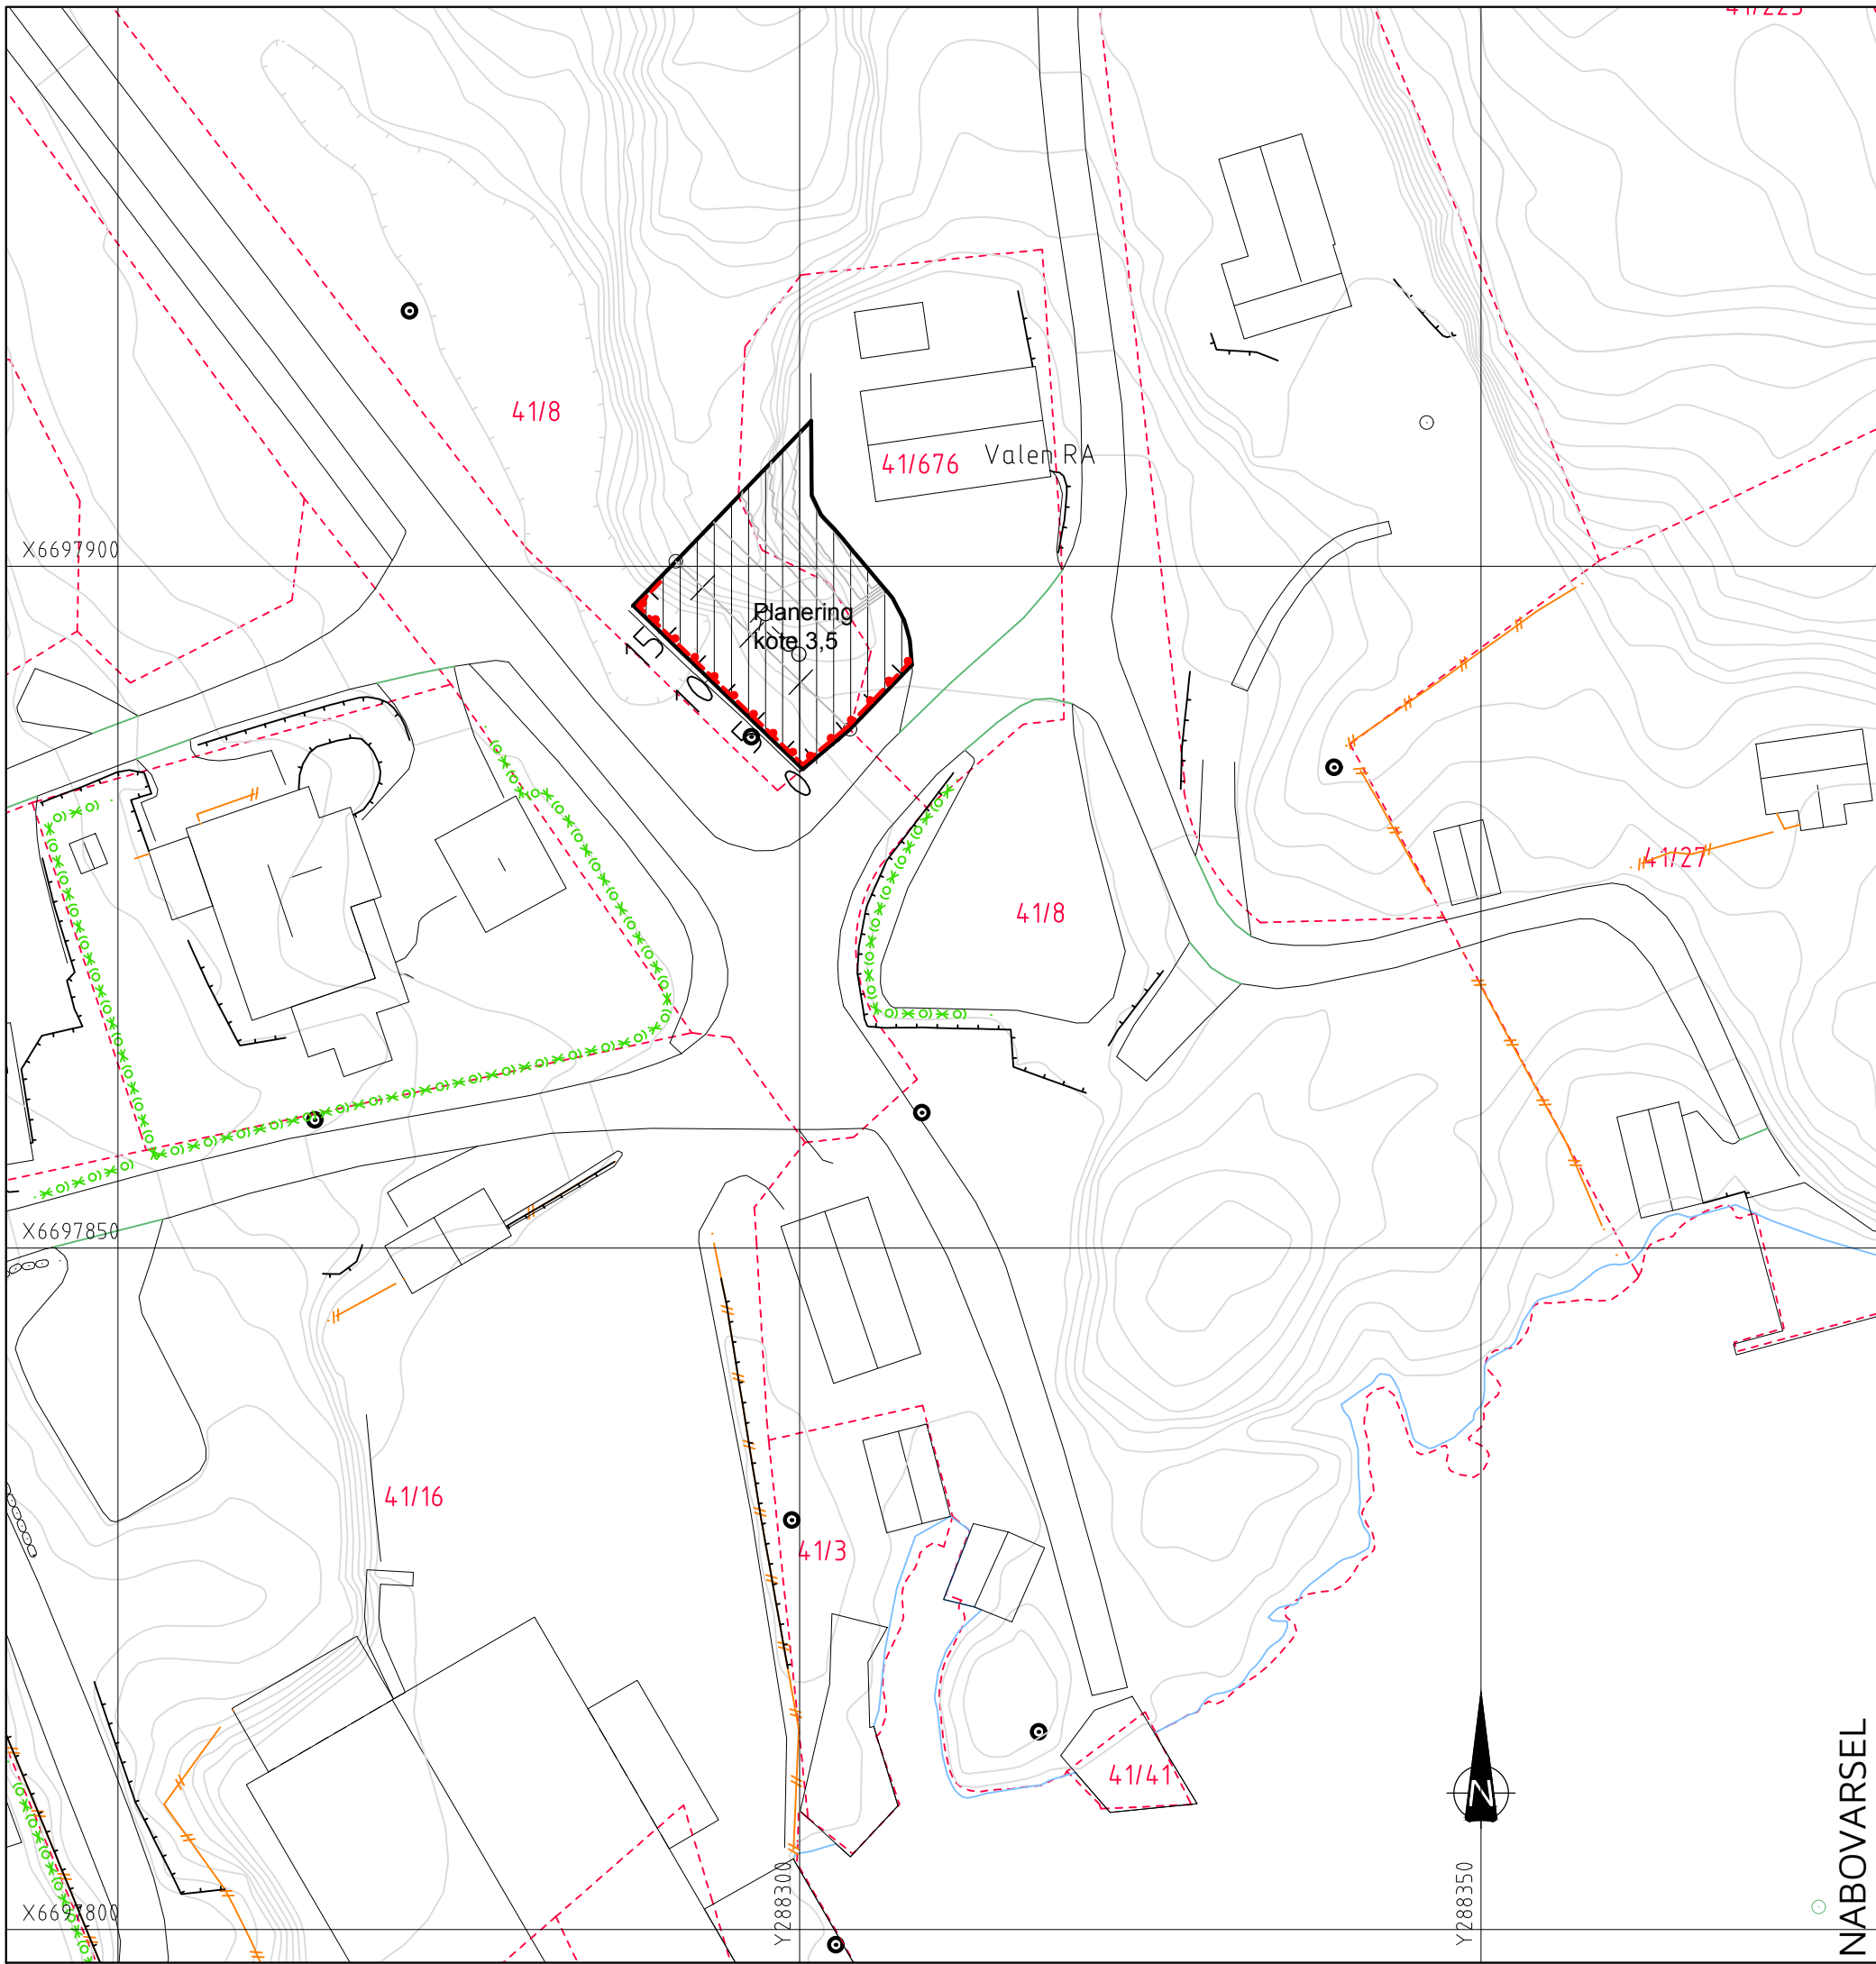 41/223
41/8
41/676
Valen RA
X6697900
Planering
kote 3,5
15
10
5
0
41/27
41/8
X6697850
41/16
41/3
41/41
N
X6697800
Y288300
Y288350
NABOVARSEL